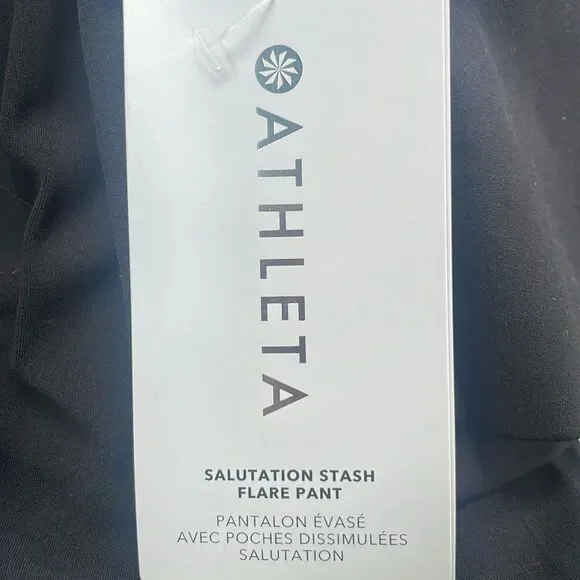 ATHLETA
SALUTATION STASH
FLARE PANT
PANTALON ÉVASÉ
AVEC POCHES DISSIMULÉES
SALUTATION